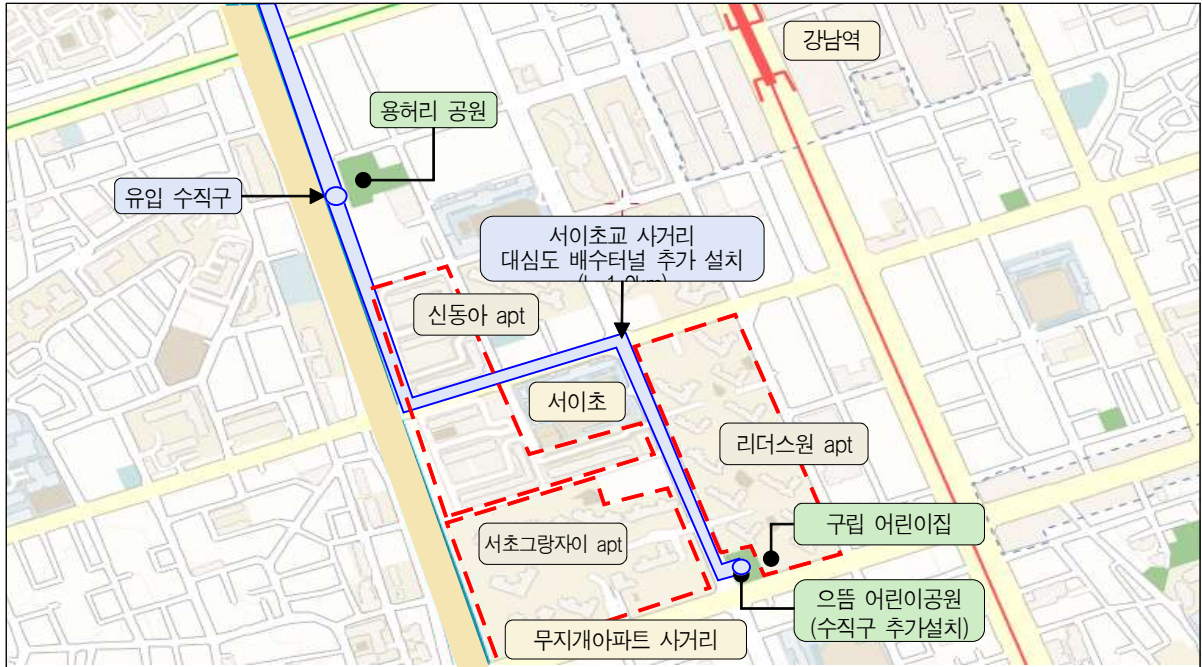 강남역
용허리 공원
유입 수직구
서이초교 사거리
대심도 배수터널 추가 설치
신동아 apt
서이초
리더스원 apt
구립 어린이집
서초그랑자이 apt
으뜸 어린이공원
(수직구 추가설치)
무지개아파트 사거리